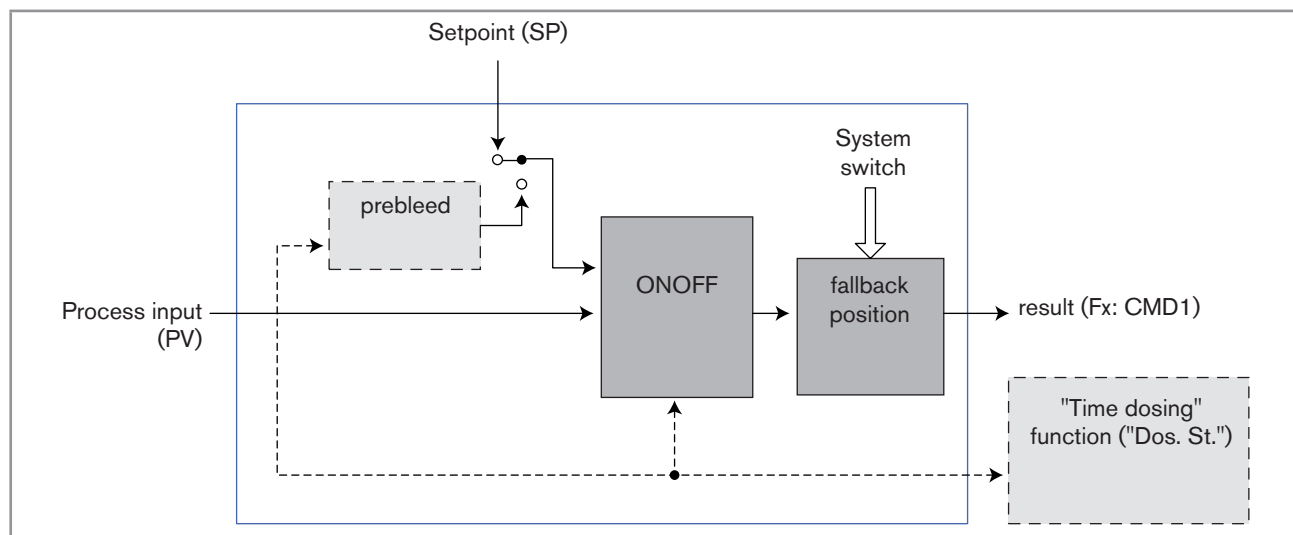 Setpoint (SP)
System
switch
prebleed
ONOFF
fallback
position
Process input
(PV)
result (Fx: CMD1)
"Time dosing"
function ("Dos. St.")